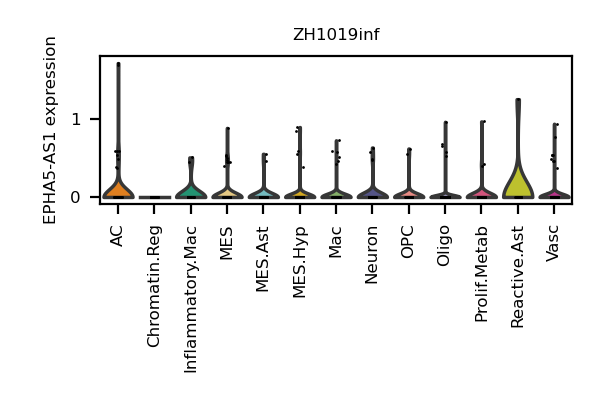 ZH1019inf
EPHA5-AS1 expression
1
0
AC
Chromatin.Reg
Inflammatory.Mac
MES
MES.Ast
MES.Hyp
Mac
Neuron
OPC
Oligo
Prolif.Metab
Reactive.Ast
Vasc